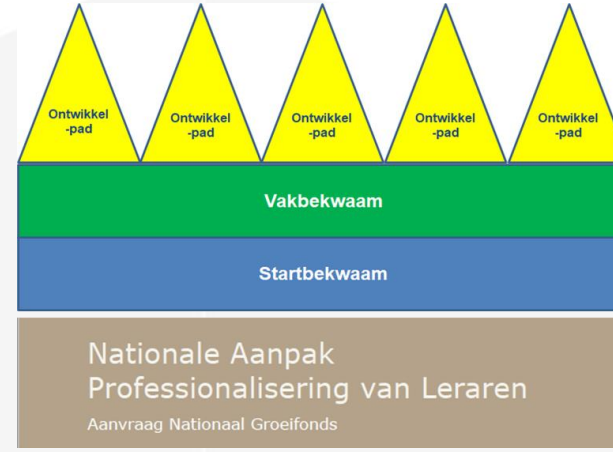 Ontwikkel
-pad
Ontwikkel
-pad
Ontwikkel
-pad
Ontwikkel
-pad
Ontwikkel
-pad
Vakbekwaam
Startbekwaam
Nationale Aanpak
Professionalisering van Leraren
Aanvraag Nationaal Groeifonds